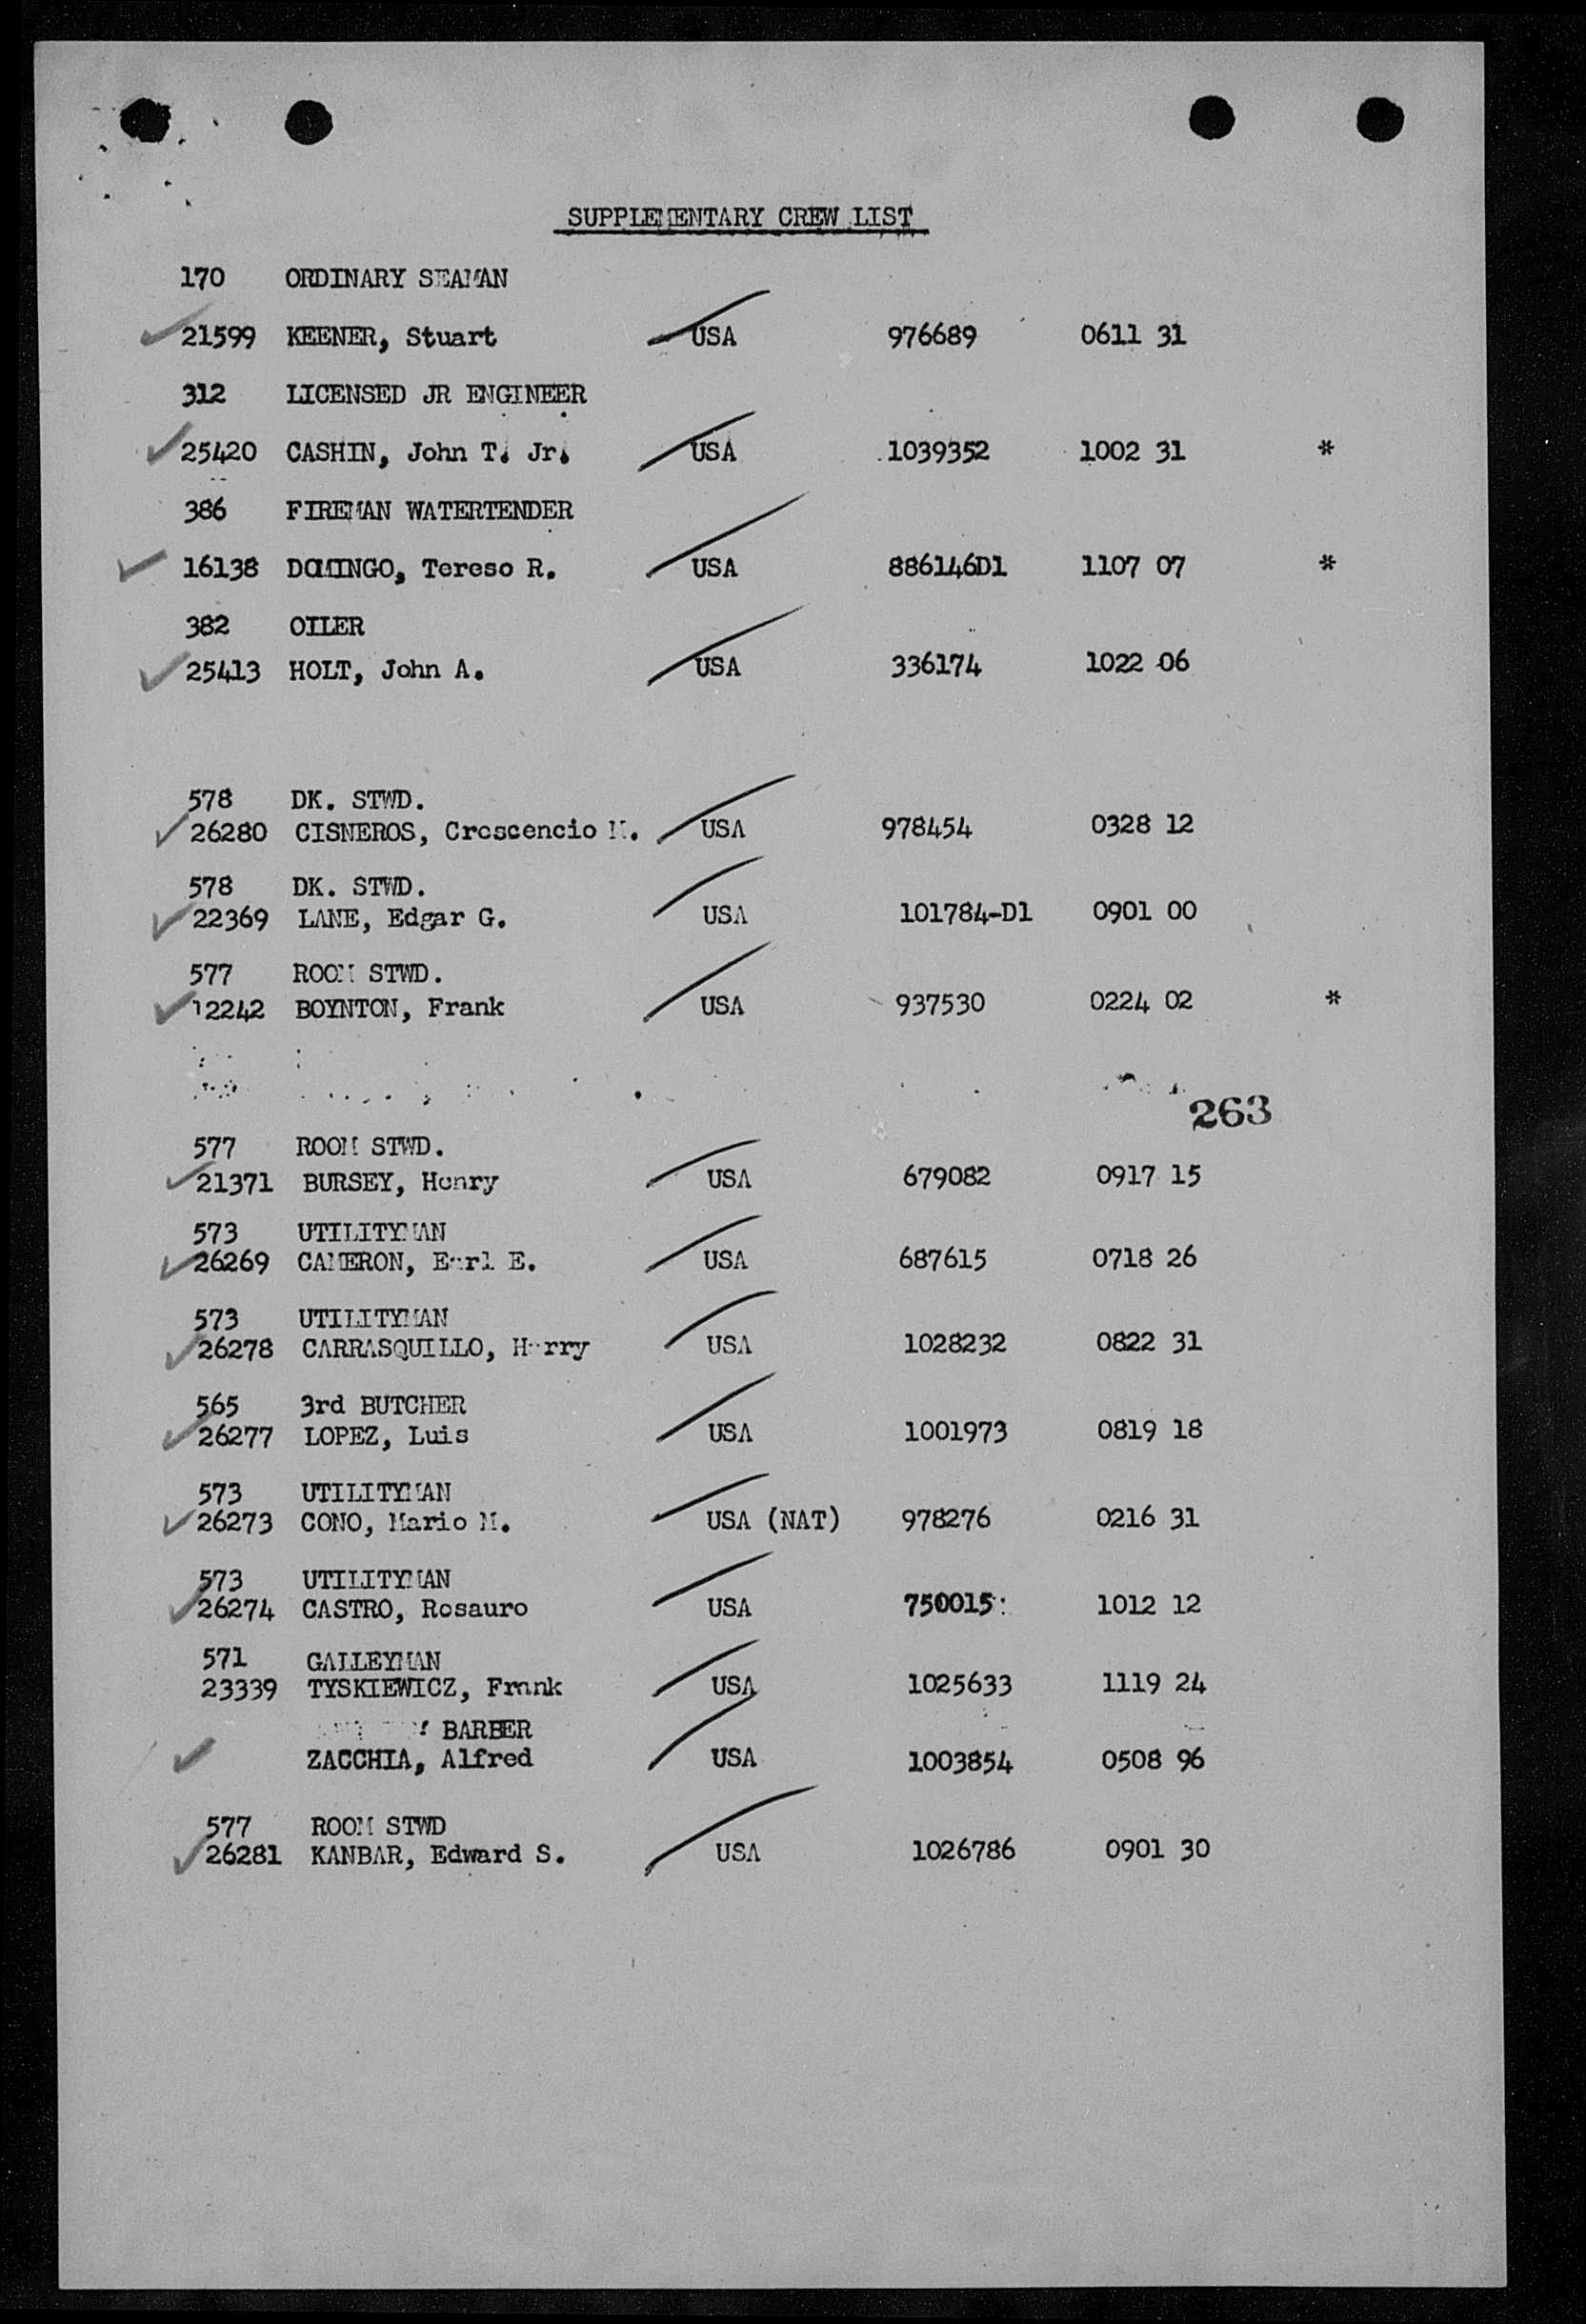 SUPPLEMENTARY CREW LIST
170 ORDINARY SEAMAN
21599 KEENER, Stuart USA 976689 0611 31
312 LICENSED JR ENGINEER
25420 CASHIN, John T. Jr. USA 1039352 1002 31 *
386 FIREMAN WATERTENDER
16138 DOMINGO, Tereso R. USA 886146D1 1107 07 *
382 OILER
25413 HOLT, John A. USA 336174 1022 06
578 DK. STWD.
26280 CISNEROS, Crescencio M. USA 978454 0328 12
578 DK. STWD.
22369 LANE, Edgar G. USA 101784-D1 0901 00
577 ROOM STWD.
12242 BOYNTON, Frank USA 937530 0224 02 *
263
577 ROOM STWD.
21371 BURSEY, Henry USA 679082 0917 15
573 UTILITYMAN
26269 CAMERON, Earl E. USA 687615 0718 26
573 UTILITYMAN
26278 CARRASQUILLO, Harry USA 1028232 0822 31
565 3rd BUTCHER
26277 LOPEZ, Luis USA 1001973 0819 18
573 UTILITYMAN
26273 CONO, Mario M. USA (NAT) 978276 0216 31
573 UTILITYMAN
26274 CASTRO, Rosauro USA 750015 1012 12
571 GALLEYMAN
23339 TYSKIEWICZ, Frank USA 1025633 1119 24
BARBER
ZACCHIA, Alfred USA 1003854 0508 96
577 ROOM STWD
26281 KANBAR, Edward S. USA 1026786 0901 30